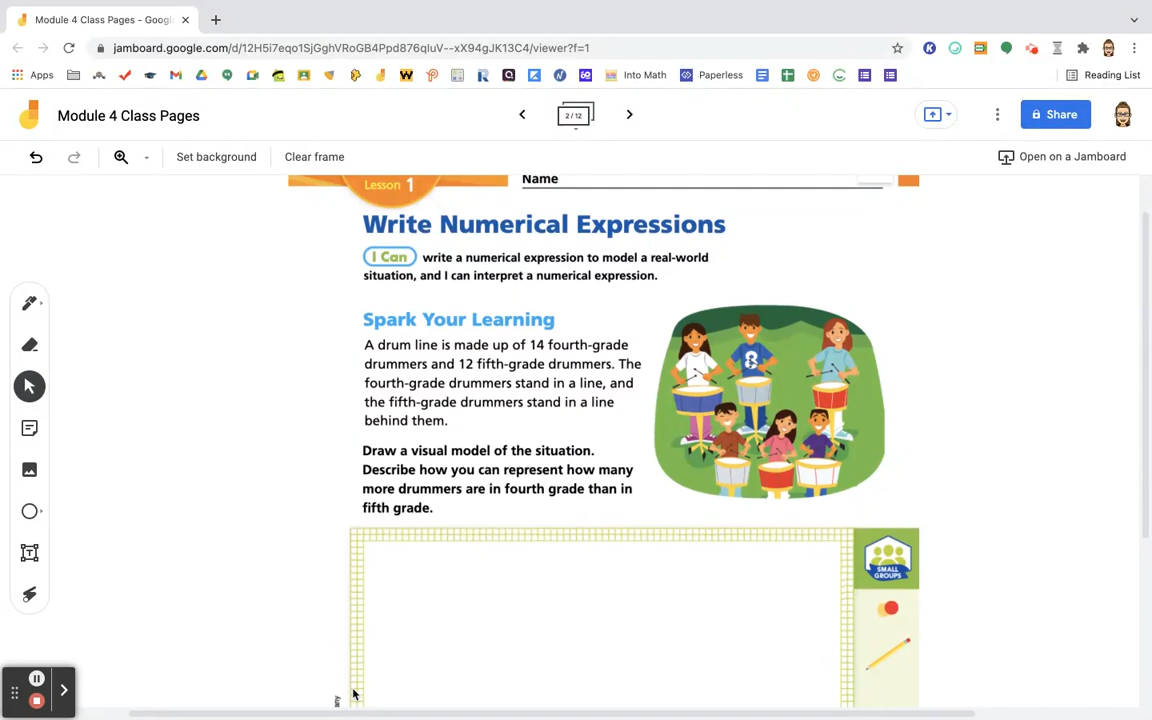 Module 4 Class Pages - Googl
jamboard.google.com/d/12H5i7eqo1SjGghVRoGB4Ppd876qluV--xX94gJK13C4/viewer?f=1
Apps
Into Math
Paperless
Reading List
Module 4 Class Pages
2 / 12
Share
Set background
Clear frame
Open on a Jamboard
Lesson 1
Name
Write Numerical Expressions
I Can write a numerical expression to model a real-world
situation, and I can interpret a numerical expression.
Spark Your Learning
A drum line is made up of 14 fourth-grade
drummers and 12 fifth-grade drummers. The
fourth-grade drummers stand in a line, and
the fifth-grade drummers stand in a line
behind them.
8
Draw a visual model of the situation.
Describe how you can represent how many
more drummers are in fourth grade than in
fifth grade.
SMALL
GROUPS
any